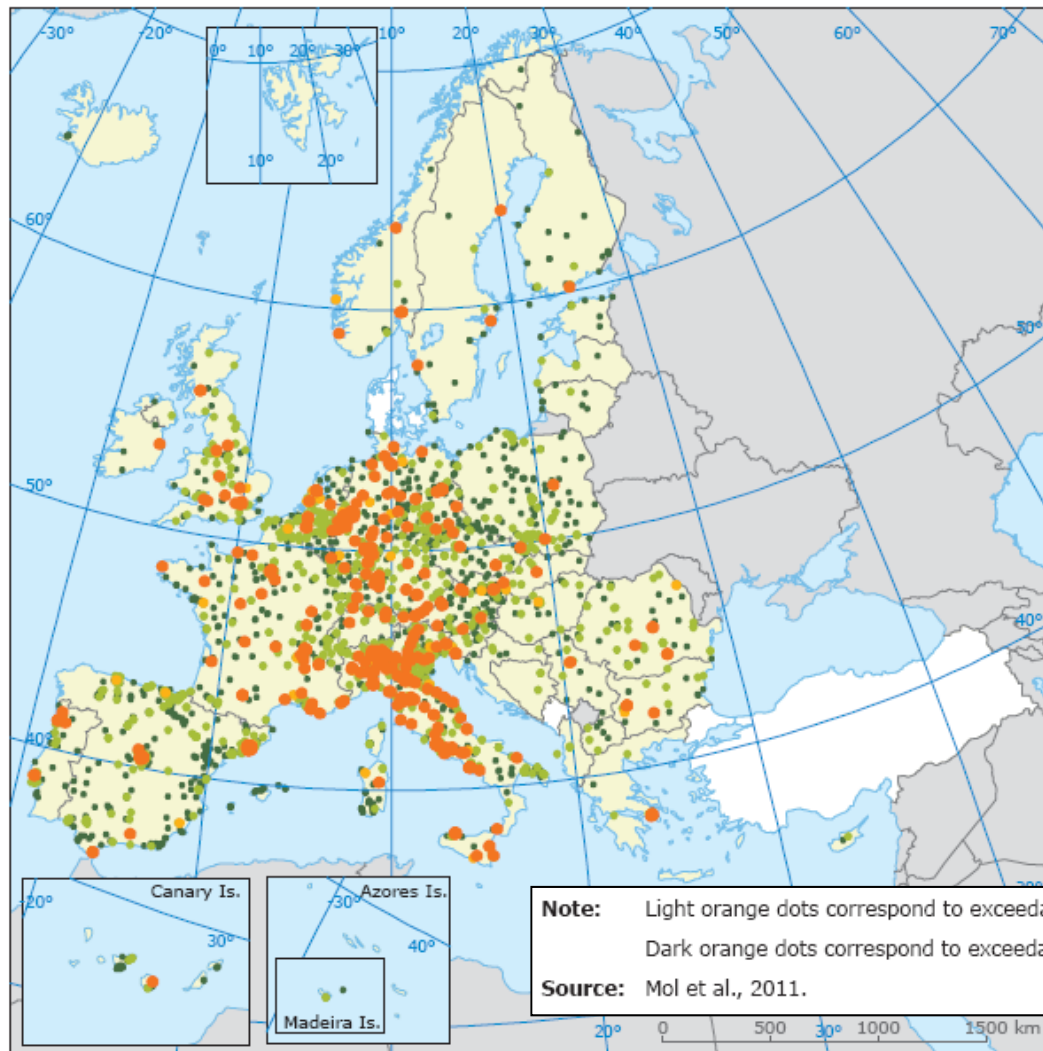 -30° -20° -10° 0° 10° 20° 30° 40° 50° 60° 70°
0° 10° 20° 30°
10° 20°
60°
50°
50°
40°
40°
Canary Is.
-20°
30°
Azores Is.
-30°
40°
Madeira Is.
Note: Light orange dots correspond to exceeda
Dark orange dots correspond to exceeda
Source: Mol et al., 2011.
20° 0 500 30° 1000 1500 km